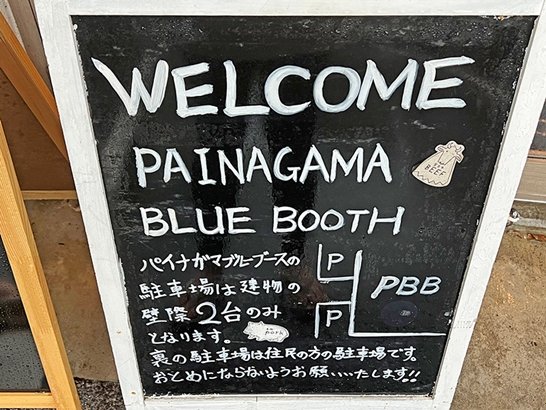 WELCOME
PAINAGAMA
BEEF
BLUE BOOTH
パイナガマブルーブースの
駐車場は建物の
壁際2台のみ
となります。
pork
P
P
PBB
裏の駐車場は住民の方の駐車場です。
おとめにならなようお願いいたします!!